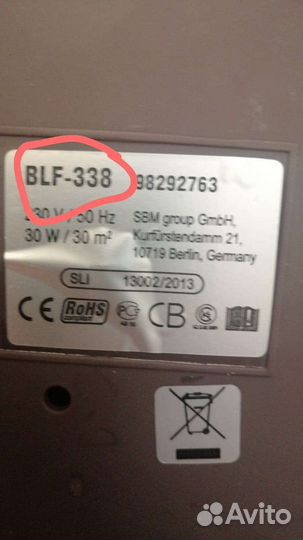 BLF-338 98292763
230 V / 50 Hz SBM group GmbH,
30 W / 30 m² Kurfürstendamm 21,
10719 Berlin, Germany
SLI 13002/2013
CE RoHS CB
compliant
Avito